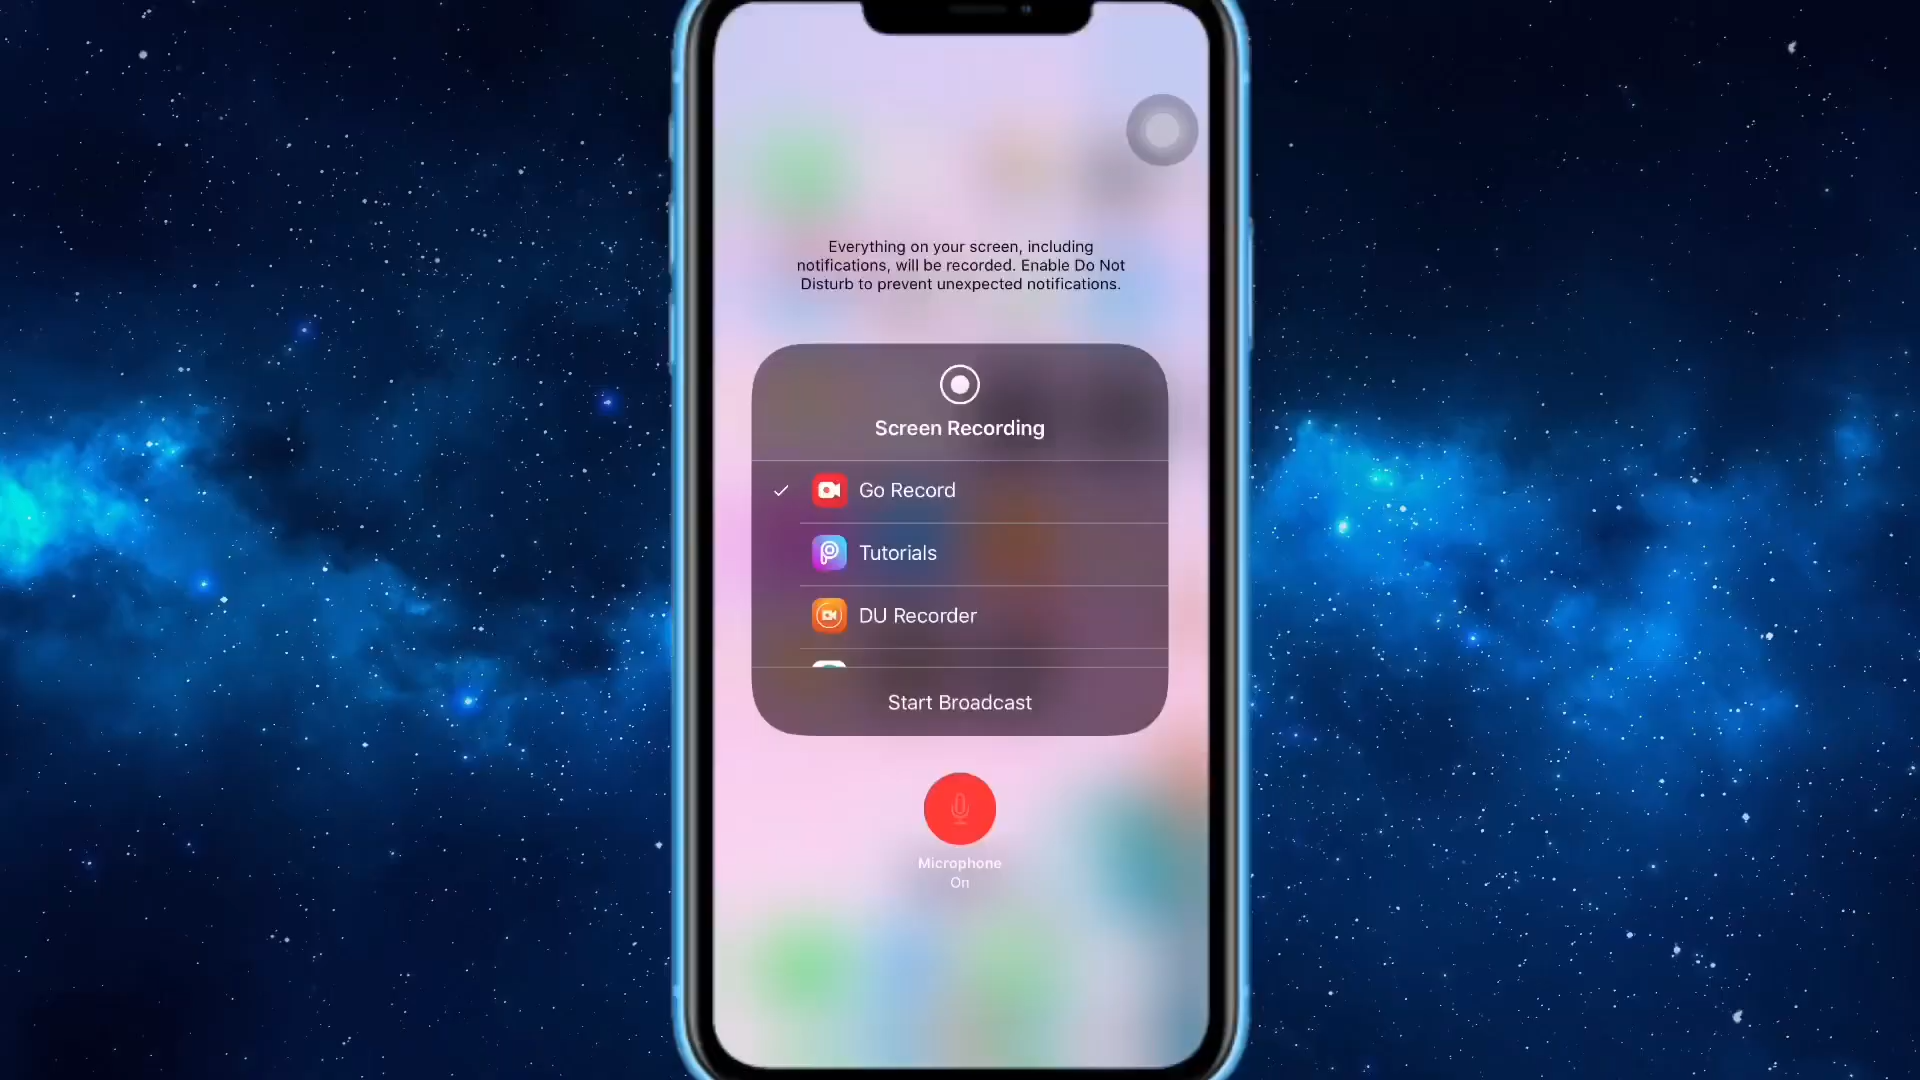 Everything on your screen, including
notifications, will be recorded. Enable Do Not
Disturb to prevent unexpected notifications.
Screen Recording
Go Record
Tutorials
DU Recorder
Start Broadcast
Microphone
On